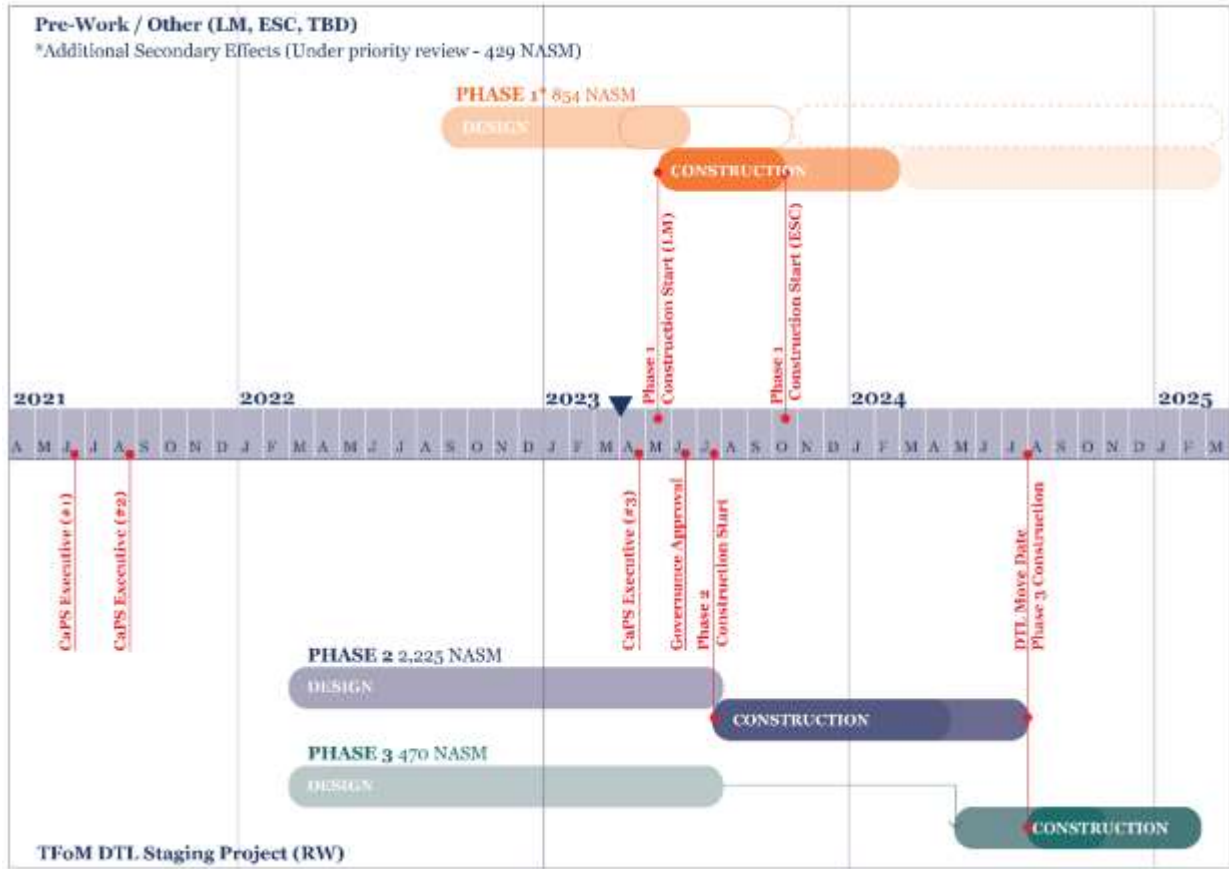 Pre-Work / Other (LM, ESC, TBD)
*Additional Secondary Effects (Under priority review - 429 NASM)
PHASE 1* 854 NASM
DESIGN
CONSTRUCTION
Phase 1
Construction Start (LM)
Phase 1
Construction Start (ESC)
2021 2022 2023 2024 2025
A M J J A S O N D J F M A M J J A S O N D J F M A M J J A S O N D J F M A M J J A S O N D J F M
CaPS Executive (#1)
CaPS Executive (#2)
CaPS Executive (#3)
Governance Approval
Phase 2
Construction Start
DTL Move Date
Phase 3 Construction
PHASE 2 2,225 NASM
DESIGN
CONSTRUCTION
PHASE 3 470 NASM
DESIGN
CONSTRUCTION
TFoM DTL Staging Project (RW)